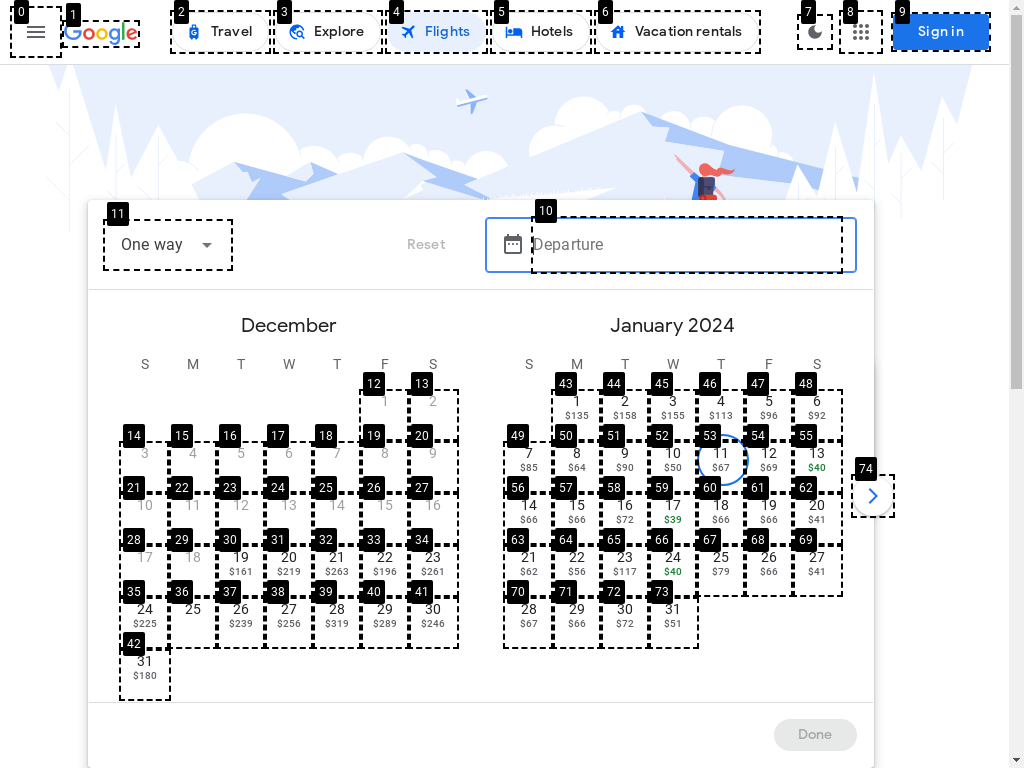 0 1 2 3 4 5 6 7 8 9
Google Travel Explore Flights Hotels Vacation rentals Sign in
11 10
One way Reset Departure
December January 2024
S M T W T F S S M T W T F S
12 13 43 44 45 46 47 48
1 2 1 2 3 4 5 6
$135 $158 $155 $113 $96 $92
14 15 16 17 18 19 20 49 50 51 52 53 54 55
3 4 5 6 7 8 9 7 8 9 10 11 12 13
$85 $64 $90 $50 $67 $69 $40
74
21 22 23 24 25 26 27 56 57 58 59 60 61 62
10 11 12 13 14 15 16 14 15 16 17 18 19 20
$66 $66 $72 $39 $66 $66 $41
28 29 30 31 32 33 34 63 64 65 66 67 68 69
17 18 19 20 21 22 23 21 22 23 24 25 26 27
$161 $219 $263 $196 $261 $62 $56 $117 $40 $79 $66 $41
35 36 37 38 39 40 41 70 71 72 73
24 25 26 27 28 29 30 28 29 30 31
$225 $239 $256 $319 $289 $246 $67 $66 $72 $51
42
31
$180
Done